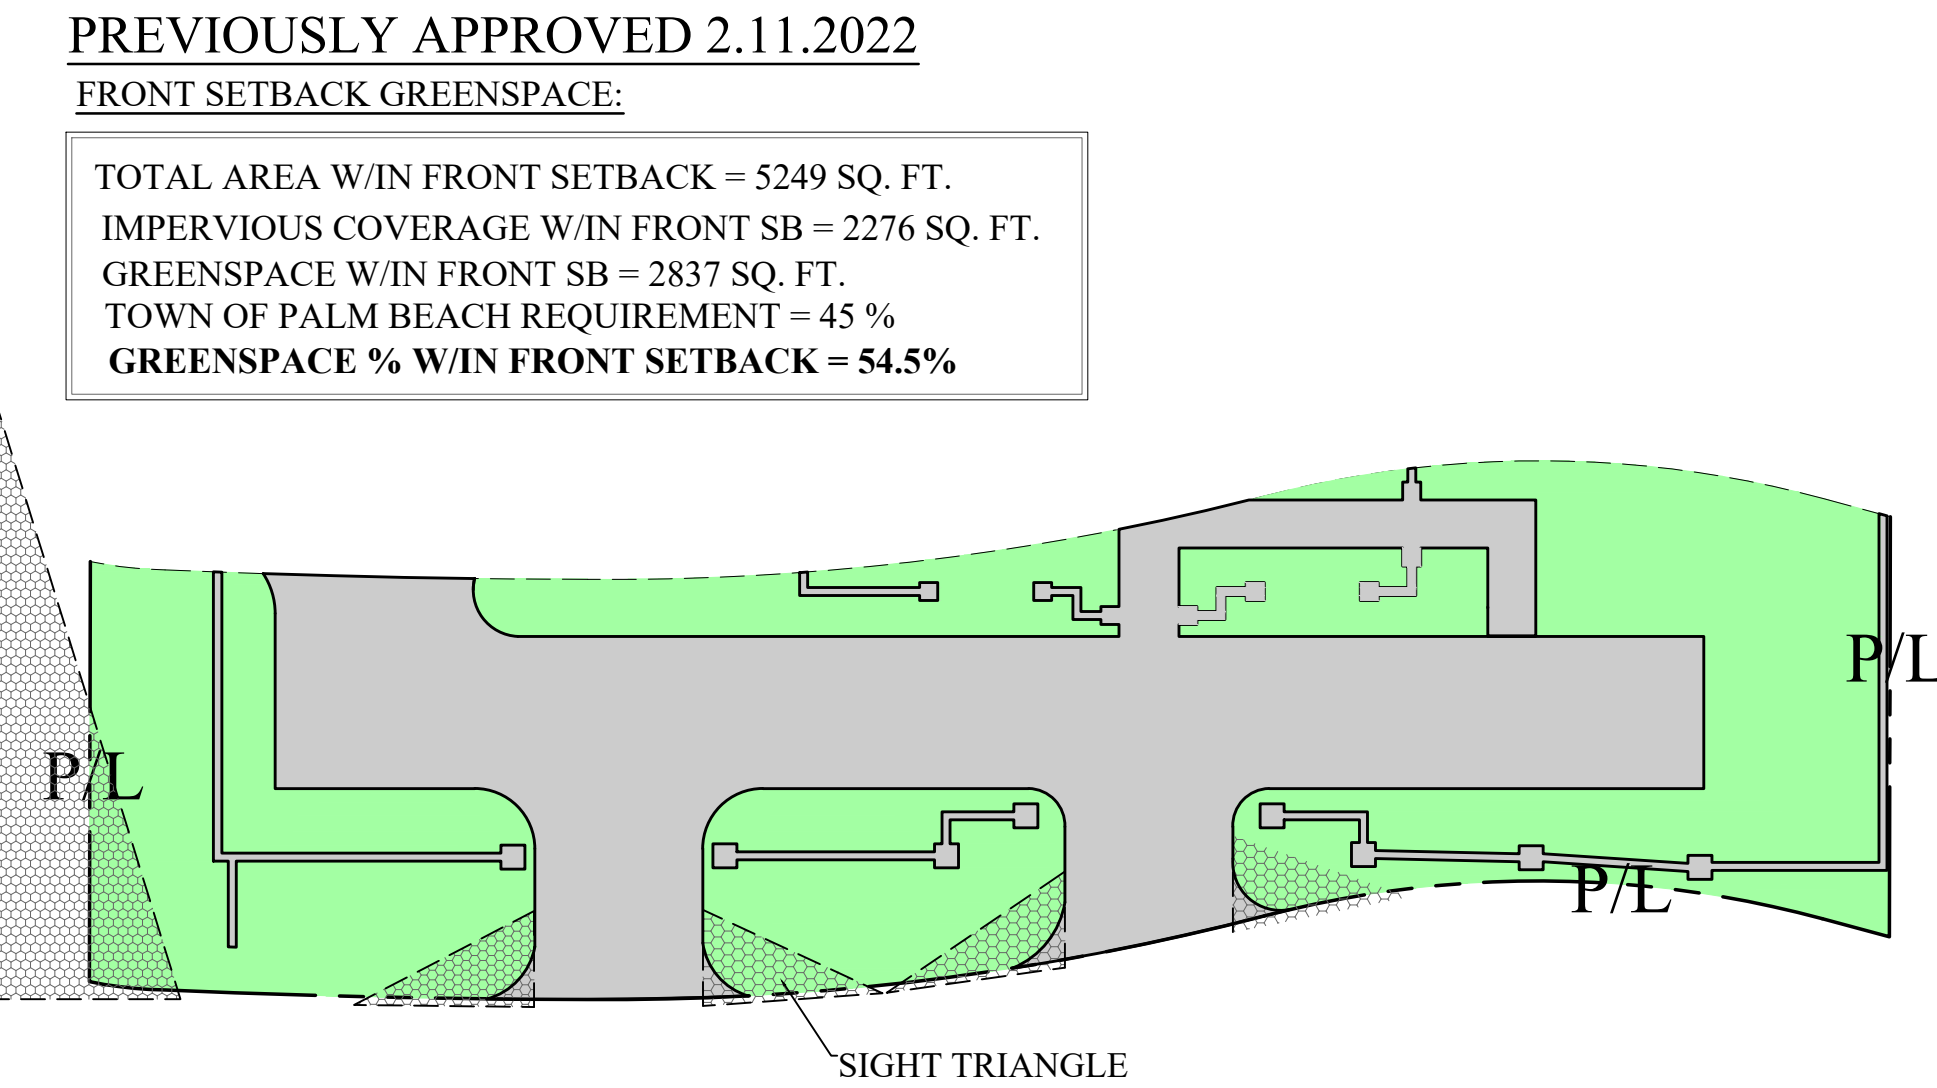 PREVIOUSLY APPROVED 2.11.2022
FRONT SETBACK GREENSPACE:
TOTAL AREA W/IN FRONT SETBACK = 5249 SQ. FT.
IMPERVIOUS COVERAGE W/IN FRONT SB = 2276 SQ. FT.
GREENSPACE W/IN FRONT SB = 2837 SQ. FT.
TOWN OF PALM BEACH REQUIREMENT = 45 %
GREENSPACE % W/IN FRONT SETBACK = 54.5%
P/L
P/L
P/L
SIGHT TRIANGLE